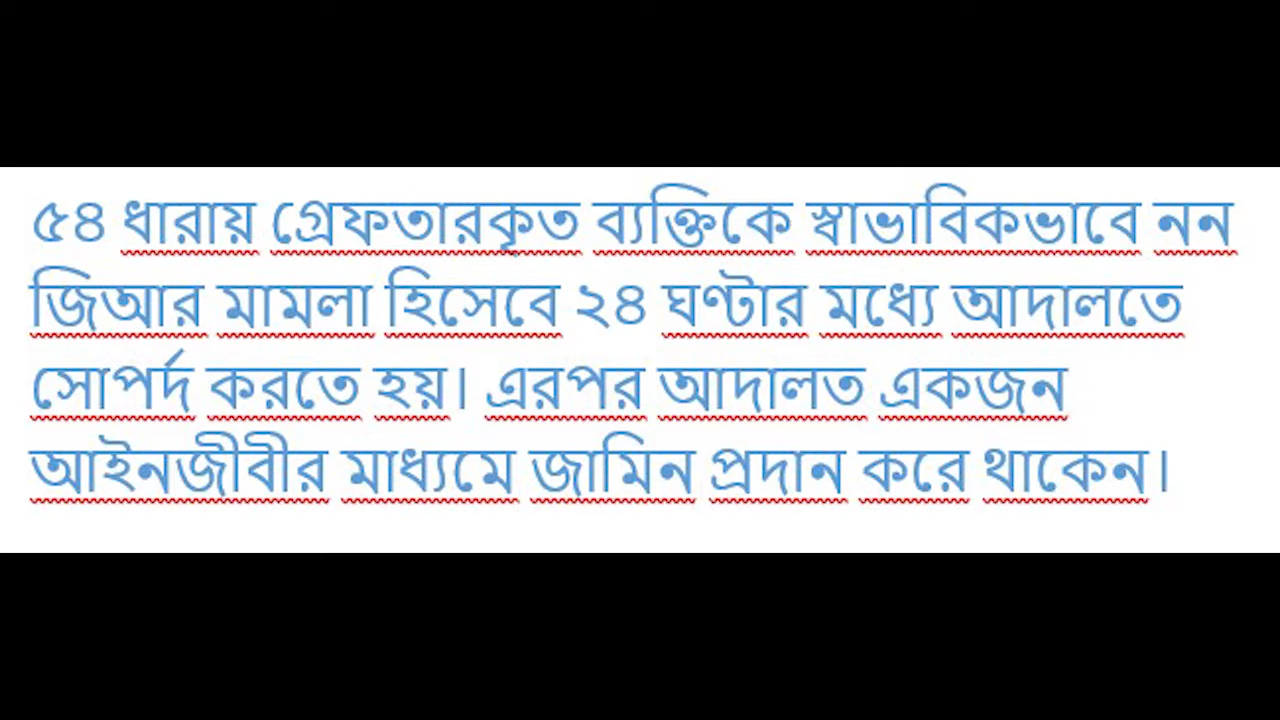 ৫৪ ধারায় গ্রেফতারকৃত ব্যক্তিকে স্বাভাবিকভাবে নন
জিআর মামলা হিসেবে ২৪ ঘণ্টার মধ্যে আদালতে
সোপর্দ করতে হয়। এরপর আদালত একজন
আইনজীবীর মাধ্যমে জামিন প্রদান করে থাকেন।